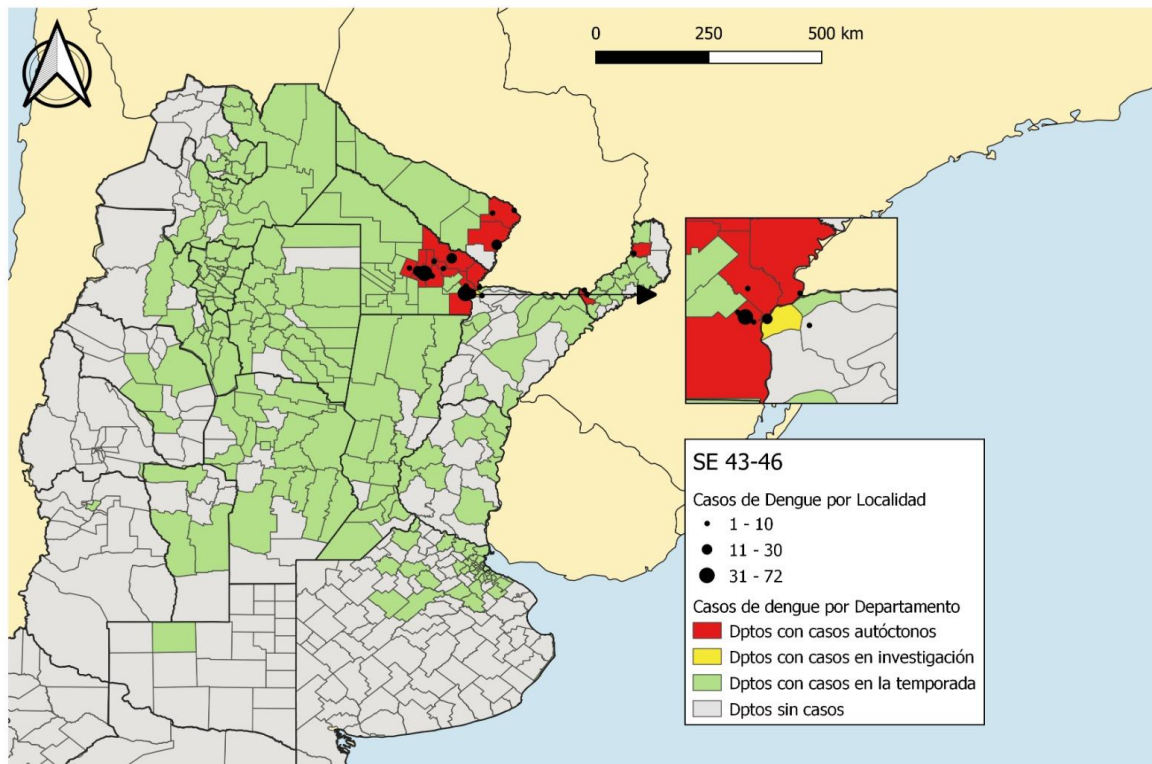 0 250 500 km
SE 43-46
Casos de Dengue por Localidad
1 - 10
11 - 30
31 - 72
Casos de dengue por Departamento
Dptos con casos autóctonos
Dptos con casos en investigación
Dptos con casos en la temporada
Dptos sin casos